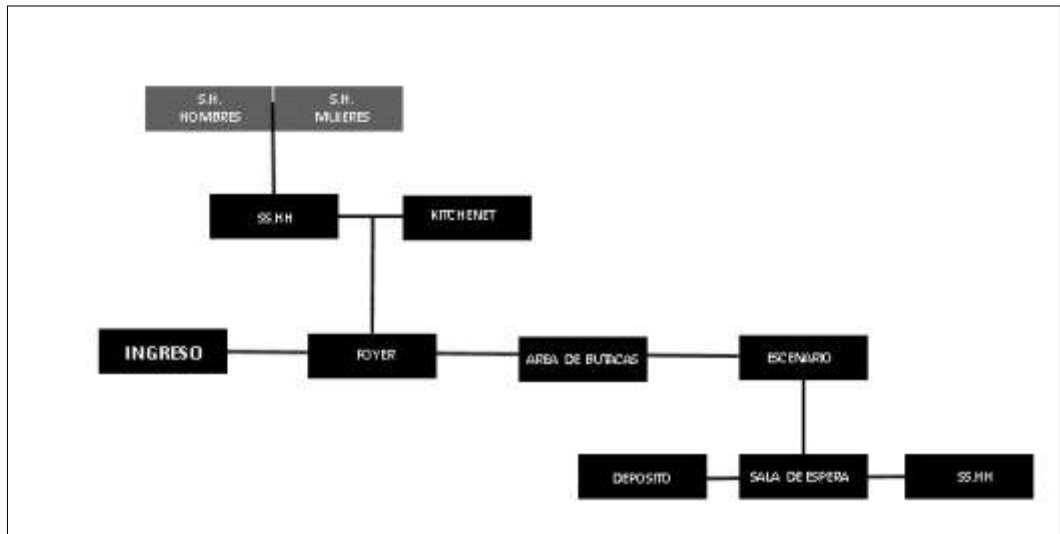 S.H.
HOMBRES
S.H.
MUJERES
SS.HH
KITCHENET
INGRESO
FOYER
AREA DE BUTACAS
ESCENARIO
DEPOSITO
SALA DE ESPERA
SS.HH